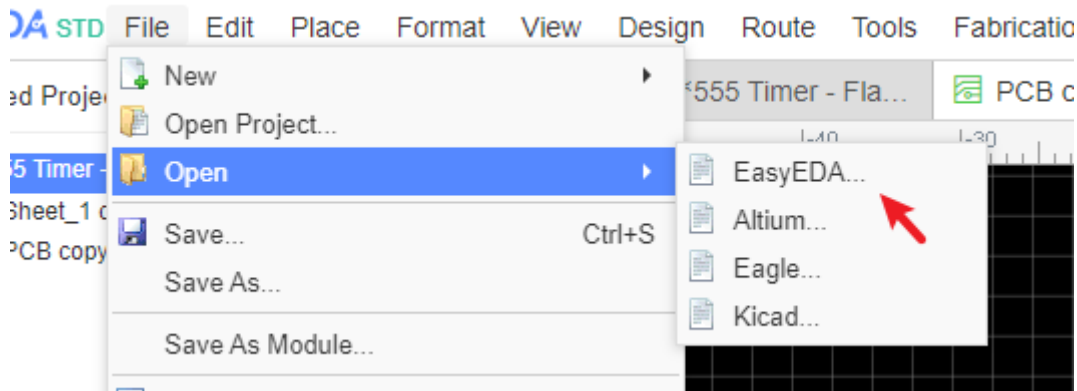 STD File Edit Place Format View Design Route Tools
New
*555 Timer - Fla...
PCB
Open Project...
-40 -30
Open
EasyEDA...
Timer -
Sheet_1
Altium...
Save... Ctrl+S
PCB copy
Eagle...
Save As...
Kicad...
Save As Module...